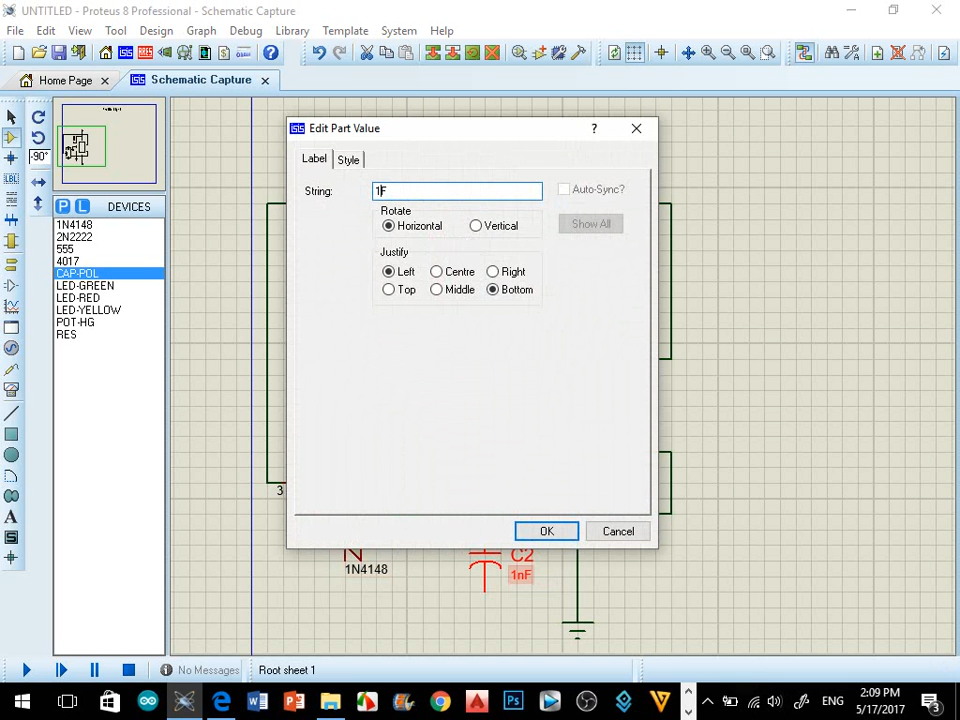 UNTITLED - Proteus 8 Professional - Schematic Capture
File Edit View Tool Design Graph Debug Library Template System Help
Home Page
Schematic Capture
-90°
P L DEVICES
1N4148
2N2222
555
4017
CAP-POL
LED-GREEN
LED-RED
LED-YELLOW
POT-HG
RES
LBL
A
Edit Part Value
Label Style
String: 1F Auto-Sync?
Rotate
Horizontal Vertical
Show All
Justify
Left Centre Right
Top Middle Bottom
OK Cancel
3
1N4148
C2
1nF
No Messages
Root sheet 1
ENG
2:09 PM
5/17/2017
3